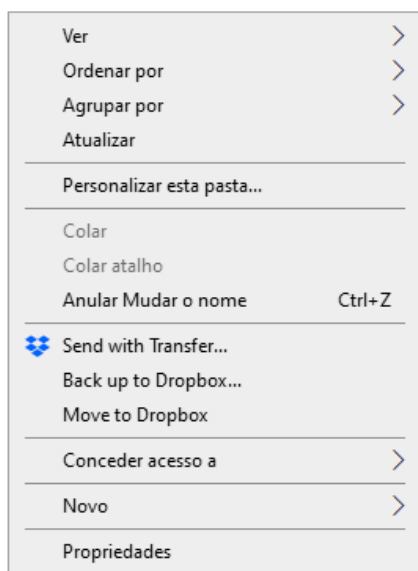 Ver
Ordenar por
Agrupar por
Atualizar
Personalizar esta pasta...
Colar
Colar atalho
Anular Mudar o nome Ctrl+Z
Send with Transfer...
Back up to Dropbox...
Move to Dropbox
Conceder acesso a
Novo
Propriedades